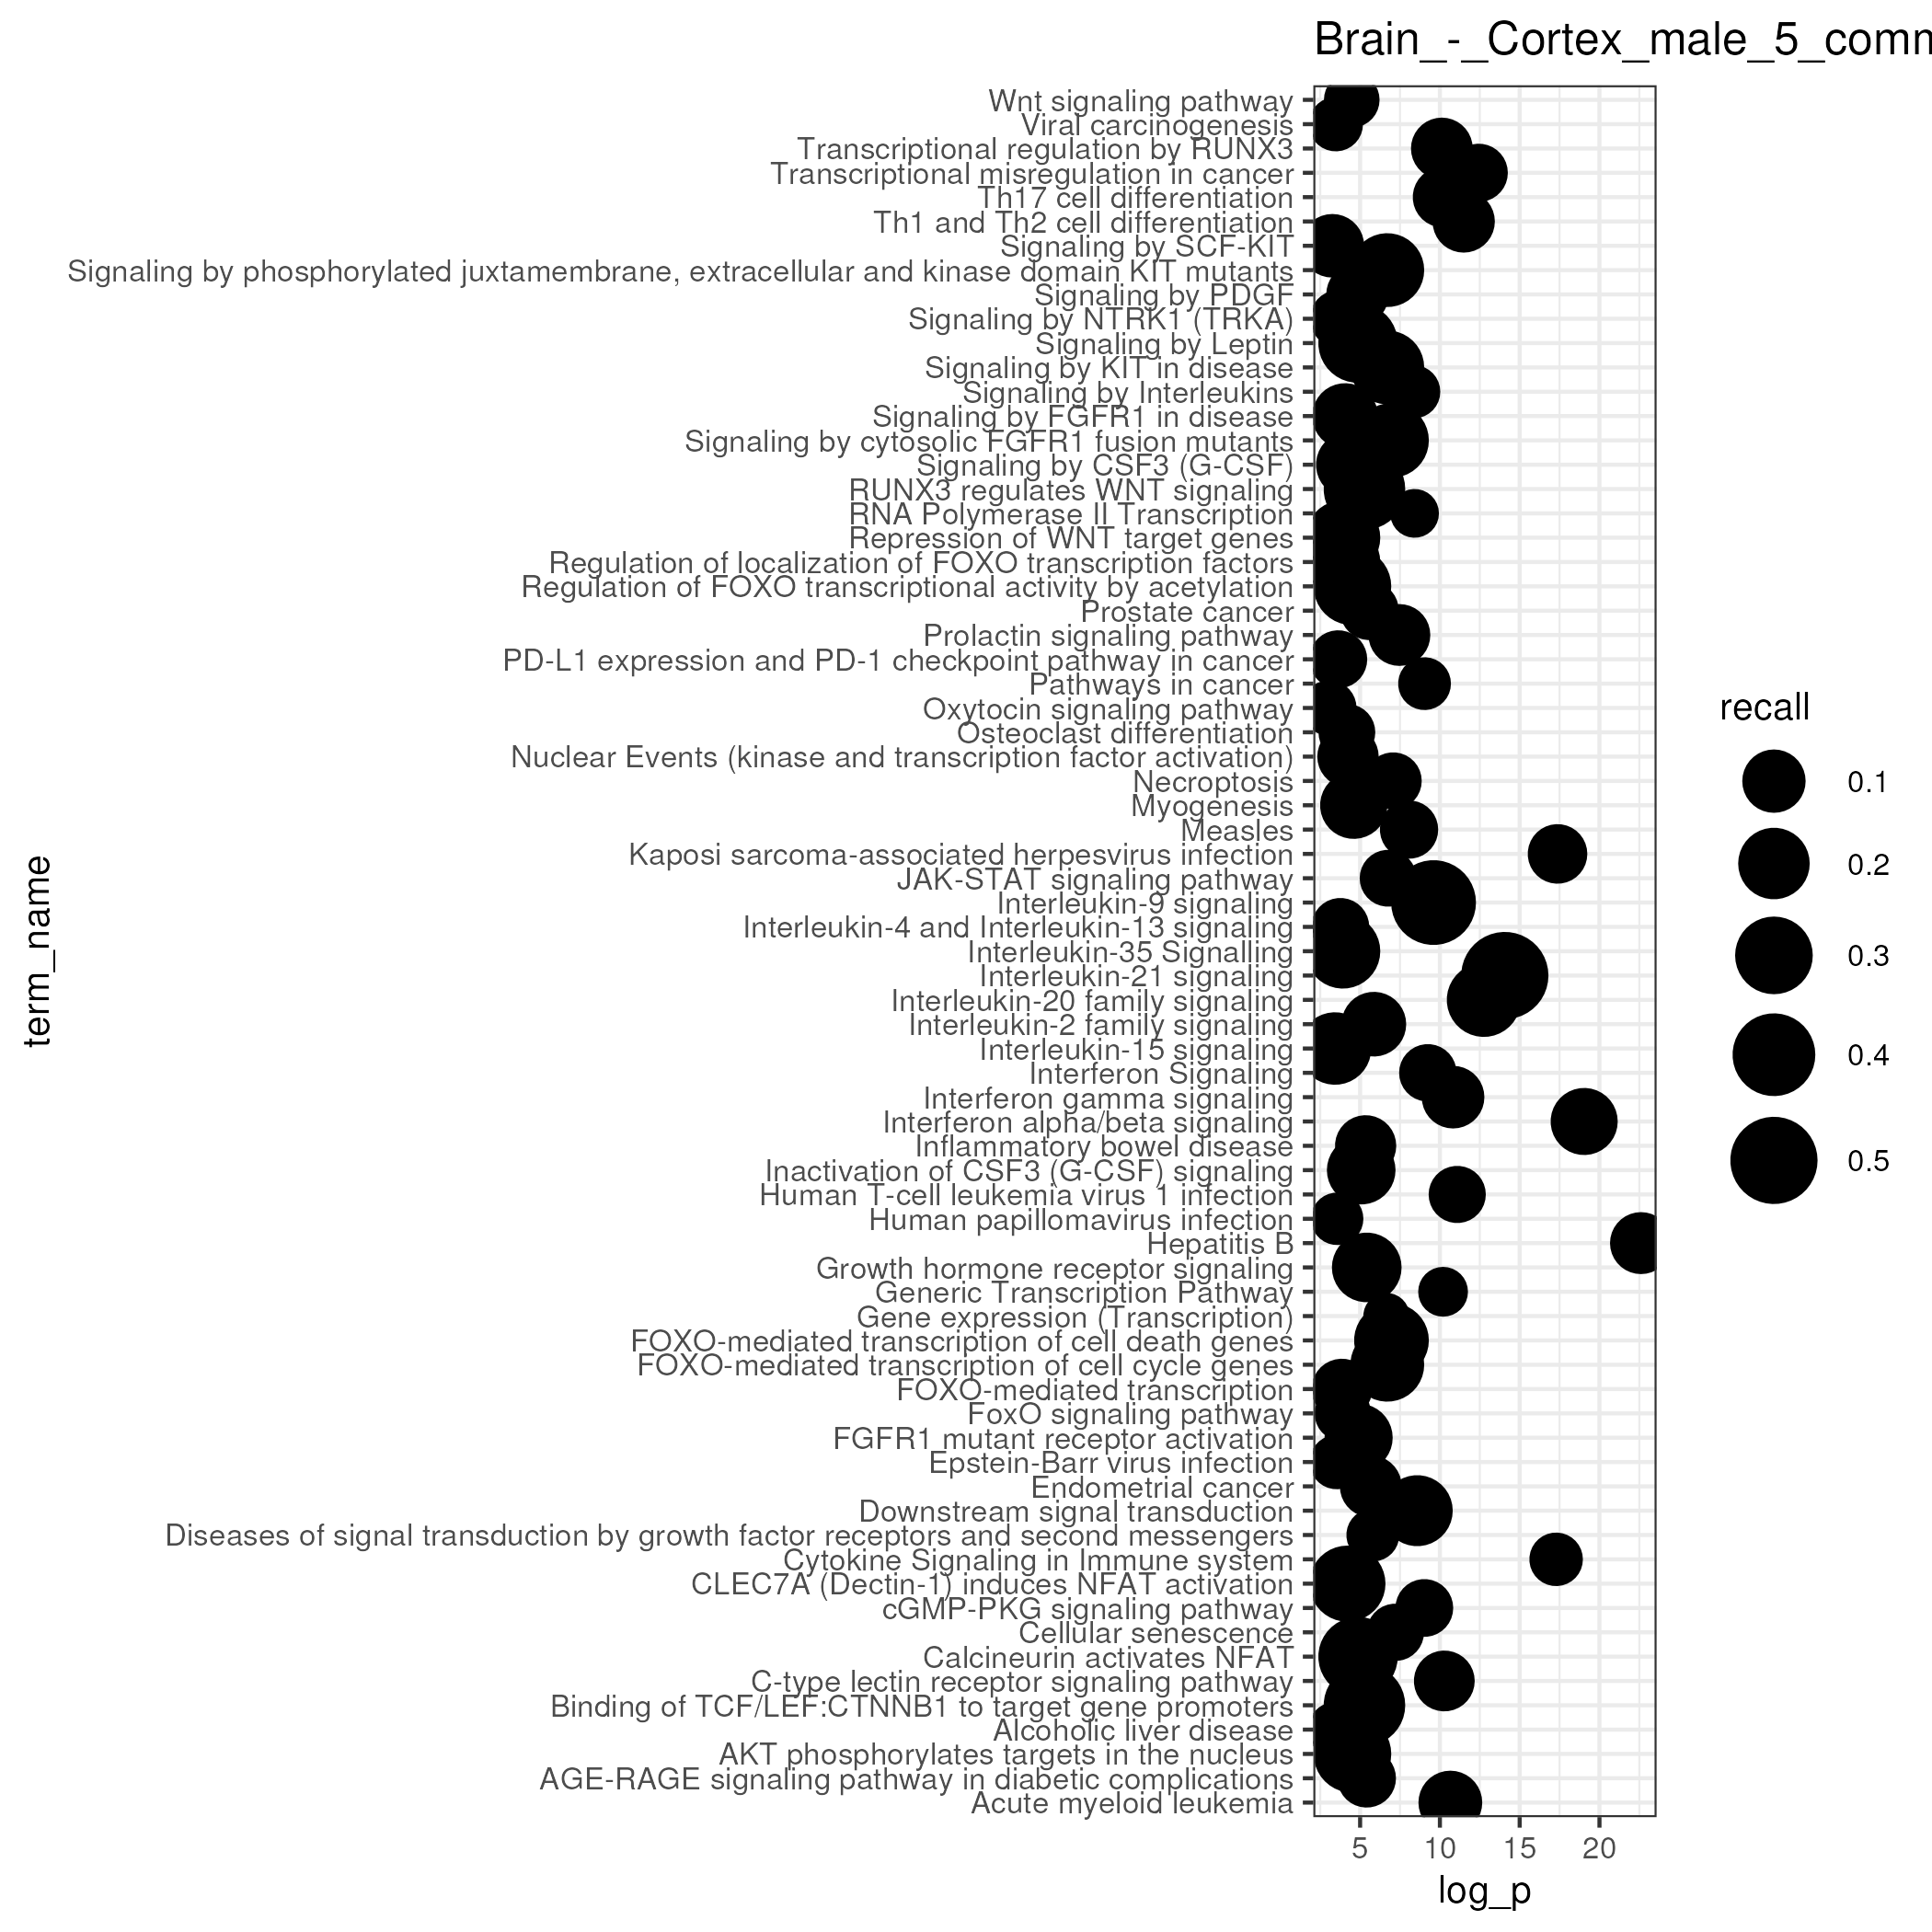 Brain_-_Cortex_male_5_comm
Wnt signaling pathway
Viral carcinogenesis
Transcriptional regulation by RUNX3
Transcriptional misregulation in cancer
Th17 cell differentiation
Th1 and Th2 cell differentiation
Signaling by SCF-KIT
Signaling by phosphorylated juxtamembrane, extracellular and kinase domain KIT mutants
Signaling by PDGF
Signaling by NTRK1 (TRKA)
Signaling by Leptin
Signaling by KIT in disease
Signaling by Interleukins
Signaling by FGFR1 in disease
Signaling by cytosolic FGFR1 fusion mutants
Signaling by CSF3 (G-CSF)
RUNX3 regulates WNT signaling
RNA Polymerase II Transcription
Repression of WNT target genes
Regulation of localization of FOXO transcription factors
Regulation of FOXO transcriptional activity by acetylation
Prostate cancer
Prolactin signaling pathway
PD-L1 expression and PD-1 checkpoint pathway in cancer
Pathways in cancer
Oxytocin signaling pathway
Osteoclast differentiation
Nuclear Events (kinase and transcription factor activation)
Necroptosis
Myogenesis
Measles
Kaposi sarcoma-associated herpesvirus infection
JAK-STAT signaling pathway
Interleukin-9 signaling
Interleukin-4 and Interleukin-13 signaling
Interleukin-35 Signalling
Interleukin-21 signaling
Interleukin-20 family signaling
Interleukin-2 family signaling
Interleukin-15 signaling
Interferon Signaling
Interferon gamma signaling
Interferon alpha/beta signaling
Inflammatory bowel disease
Inactivation of CSF3 (G-CSF) signaling
Human T-cell leukemia virus 1 infection
Human papillomavirus infection
Hepatitis B
Growth hormone receptor signaling
Generic Transcription Pathway
Gene expression (Transcription)
FOXO-mediated transcription of cell death genes
FOXO-mediated transcription of cell cycle genes
FOXO-mediated transcription
FoxO signaling pathway
FGFR1 mutant receptor activation
Epstein-Barr virus infection
Endometrial cancer
Downstream signal transduction
Diseases of signal transduction by growth factor receptors and second messengers
Cytokine Signaling in Immune system
CLEC7A (Dectin-1) induces NFAT activation
cGMP-PKG signaling pathway
Cellular senescence
Calcineurin activates NFAT
C-type lectin receptor signaling pathway
Binding of TCF/LEF:CTNNB1 to target gene promoters
Alcoholic liver disease
AKT phosphorylates targets in the nucleus
AGE-RAGE signaling pathway in diabetic complications
Acute myeloid leukemia
5 10 15 20
log_p
term_name
recall
0.1
0.2
0.3
0.4
0.5